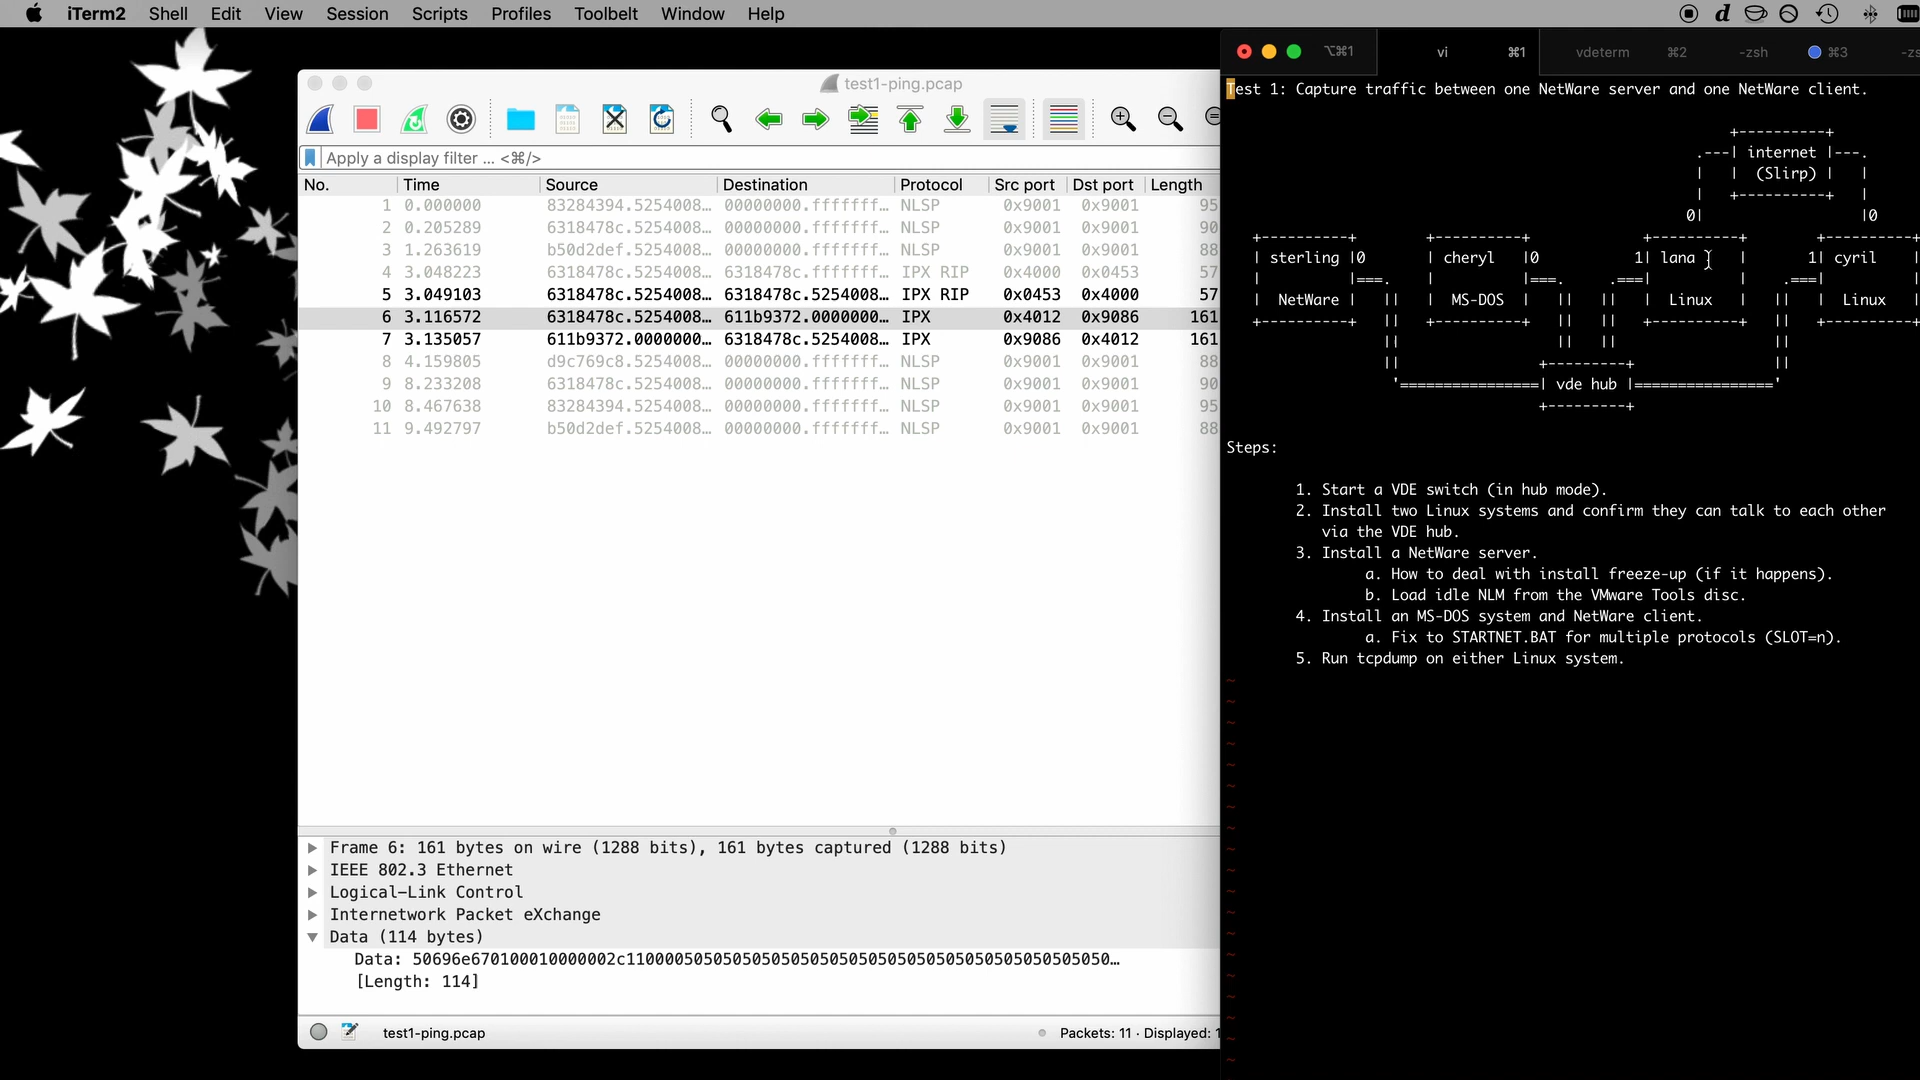 iTerm2 Shell Edit View Session Scripts Profiles Toolbelt Window Help
test1-ping.pcap
Apply a display filter … <⌘/>
No. Time Source Destination Protocol Src port Dst port Length
1 0.000000 83284394.5254008… 00000000.fffffff… NLSP 0x9001 0x9001 95
2 0.205289 6318478c.5254008… 00000000.fffffff… NLSP 0x9001 0x9001 90
3 1.263619 b50d2def.5254008… 00000000.fffffff… NLSP 0x9001 0x9001 88
4 3.048223 6318478c.5254008… 6318478c.fffffff… IPX RIP 0x4000 0x0453 57
5 3.049103 6318478c.5254008… 6318478c.5254008… IPX RIP 0x0453 0x4000 57
6 3.116572 6318478c.5254008… 611b9372.0000000… IPX 0x4012 0x9086 161
7 3.135057 611b9372.0000000… 6318478c.5254008… IPX 0x9086 0x4012 161
8 4.159805 d9c769c8.5254008… 00000000.fffffff… NLSP 0x9001 0x9001 88
9 8.233208 6318478c.5254008… 00000000.fffffff… NLSP 0x9001 0x9001 90
10 8.467638 83284394.5254008… 00000000.fffffff… NLSP 0x9001 0x9001 95
11 9.492797 b50d2def.5254008… 00000000.fffffff… NLSP 0x9001 0x9001 88
Frame 6: 161 bytes on wire (1288 bits), 161 bytes captured (1288 bits)
IEEE 802.3 Ethernet
Logical-Link Control
Internetwork Packet eXchange
Data (114 bytes)
[Length: 114]
test1-ping.pcap
Packets: 11 · Displayed: 1
⌥⌘1 vi ⌘1 vdeterm ⌘2 -zsh ⌘3 -zs
Test 1: Capture traffic between one NetWare server and one NetWare client.
internet
(Slirp)
0 0
sterling 0 cheryl 0 1 lana 1 cyril
NetWare MS-DOS Linux Linux
vde hub
Steps:
1. Start a VDE switch (in hub mode).
2. Install two Linux systems and confirm they can talk to each other
via the VDE hub.
3. Install a NetWare server.
a. How to deal with install freeze-up (if it happens).
b. Load idle NLM from the VMware Tools disc.
4. Install an MS-DOS system and NetWare client.
a. Fix to STARTNET.BAT for multiple protocols (SLOT=n).
5. Run tcpdump on either Linux system.